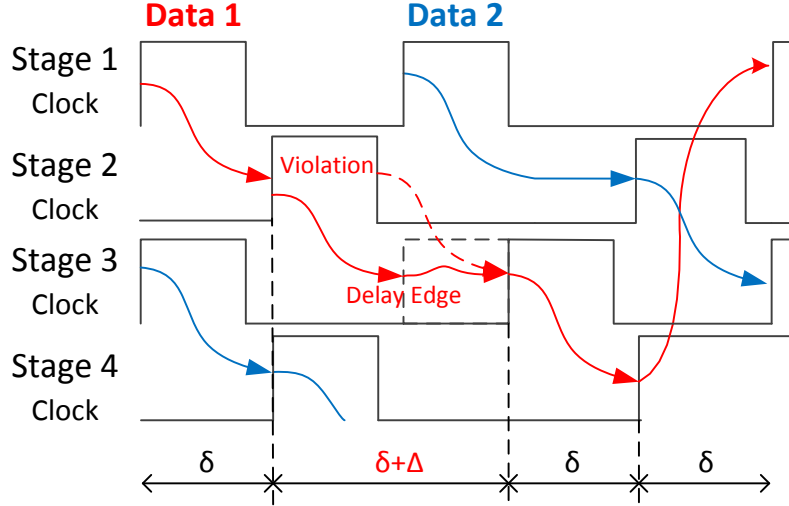 Data 1
Data 2
Stage 1
Clock
Stage 2
Clock
Violation
Stage 3
Clock
Delay Edge
Stage 4
Clock
δ
δ+Δ
δ
δ